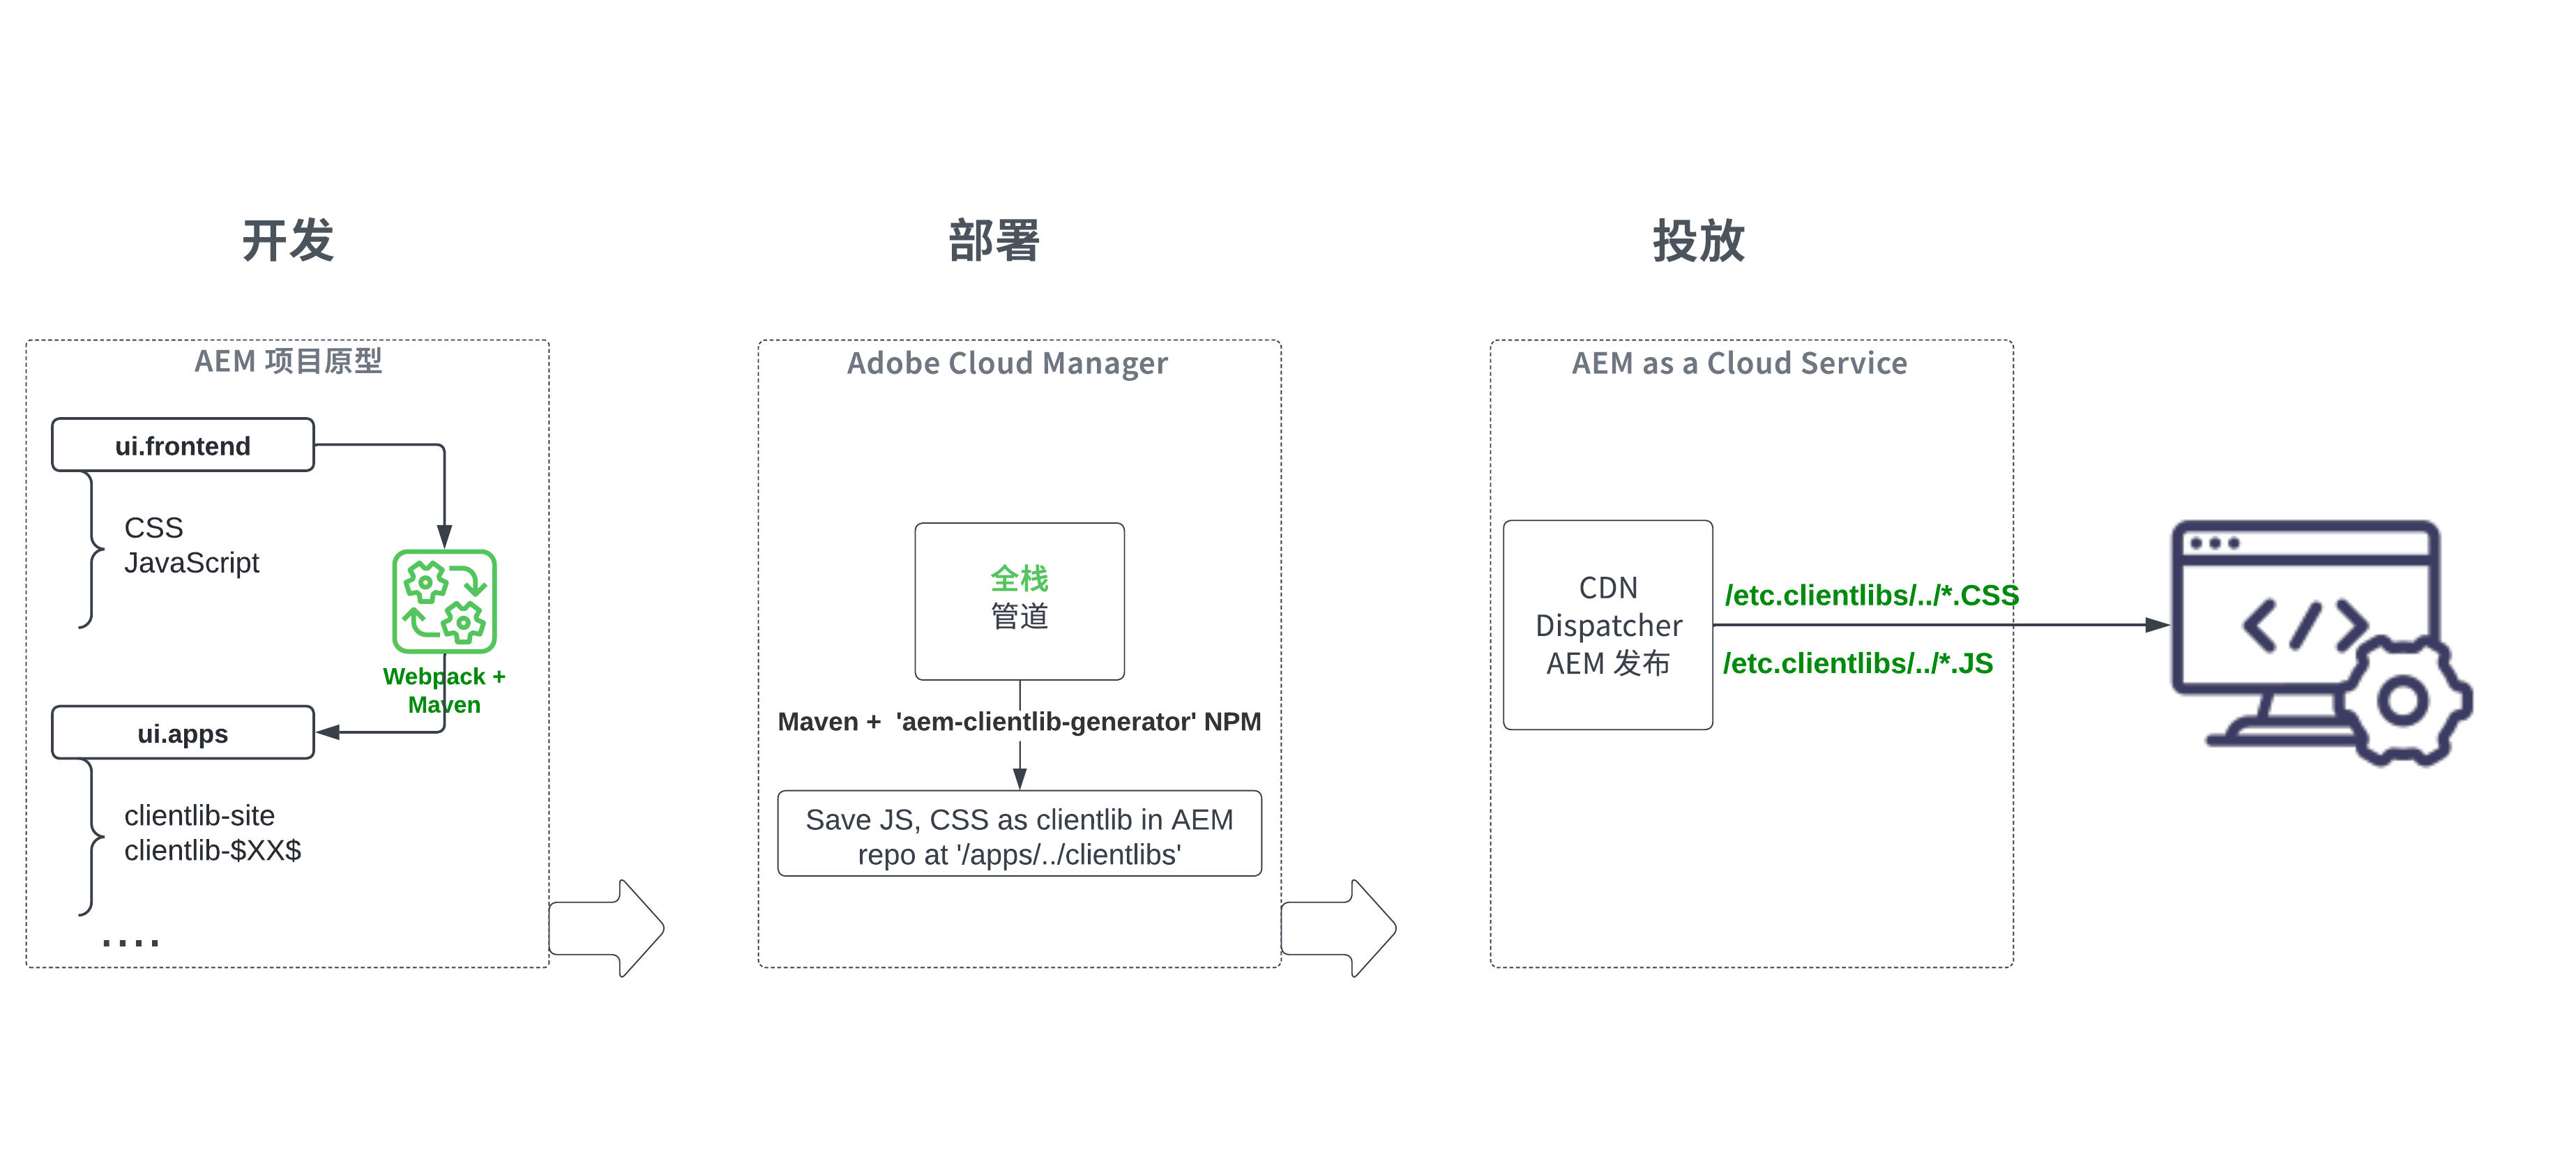 开发
部署
投放
AEM 项目原型
ui.frontend
CSS
JavaScript
Webpack +
Maven
ui.apps
clientlib-site
clientlib-$XX$
....
Adobe Cloud Manager
全栈
管道
Maven +  'aem-clientlib-generator' NPM
Save JS, CSS as clientlib in AEM
repo at '/apps/../clientlibs'
AEM as a Cloud Service
CDN
Dispatcher
AEM 发布
/etc.clientlibs/../*.CSS
/etc.clientlibs/../*.JS